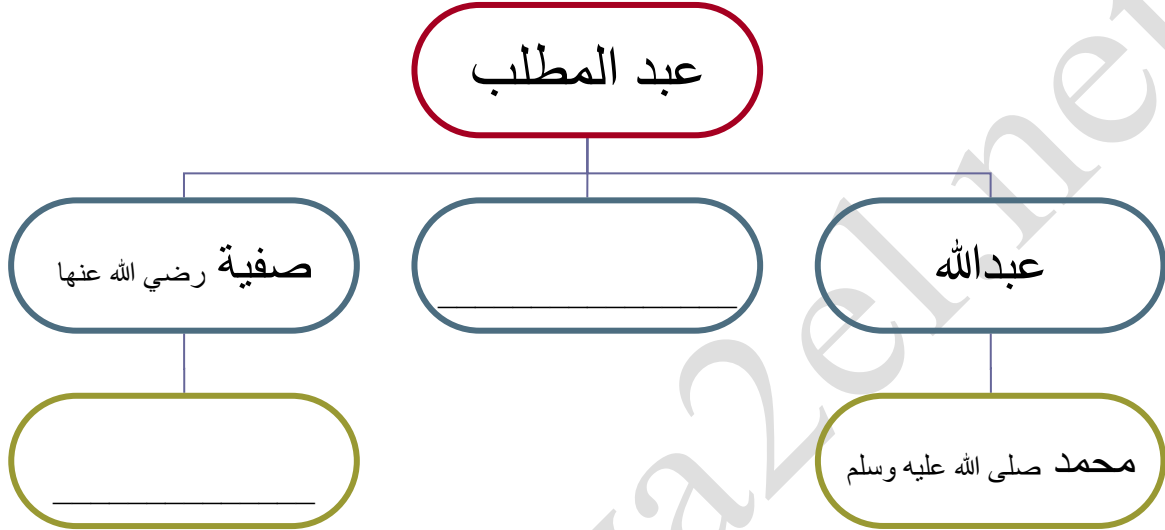 عبد المطلب
عبدالله
صفية رضي الله عنها
محمد صلى الله عليه وسلم